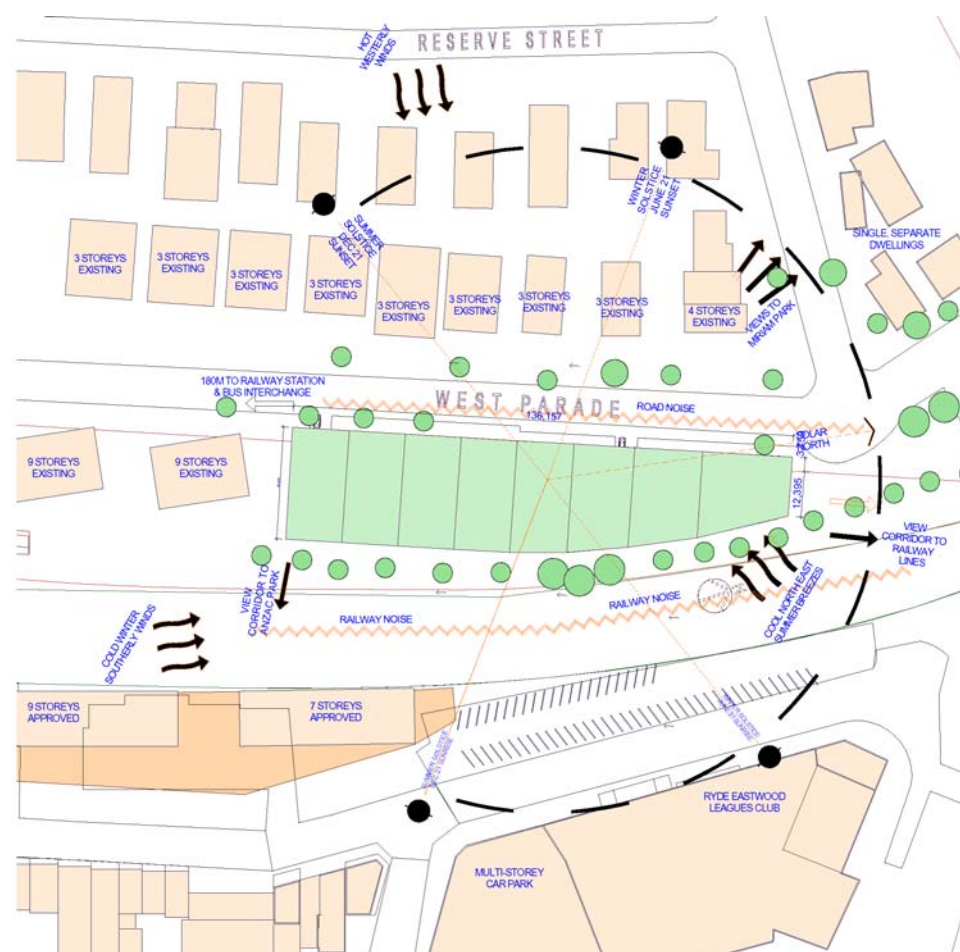 RESERVE STREET
HOT
WESTERLY
WINDS
WINTER
SOLSTICE
JUNE 21
SUNSET
SUMMER
SOLSTICE
DEC 21
SUNSET
SINGLE, SEPARATE
DWELLINGS
3 STOREYS
EXISTING
3 STOREYS
EXISTING
3 STOREYS
EXISTING
3 STOREYS
EXISTING
3 STOREYS
EXISTING
3 STOREYS
EXISTING
3 STOREYS
EXISTING
3 STOREYS
EXISTING
4 STOREYS
EXISTING
VIEWS TO
MIRIAM PARK
180M TO RAILWAY STATION
& BUS INTERCHANGE
WEST PARADE
136,157
ROAD NOISE
SOLAR
NORTH
12,395
9 STOREYS
EXISTING
9 STOREYS
EXISTING
VIEW
CORRIDOR TO
RAILWAY
LINES
VIEW
CORRIDOR TO
ANZAC PARK
COOL NORTH EAST
SUMMER BREEZES
RAILWAY NOISE
RAILWAY NOISE
COLD WINTER
SOUTHERLY WINDS
9 STOREYS
APPROVED
7 STOREYS
APPROVED
SUMMER SOLSTICE
DEC 21 SUNRISE
RYDE EASTWOOD
LEAGUES CLUB
MULTI-STOREY
CAR PARK